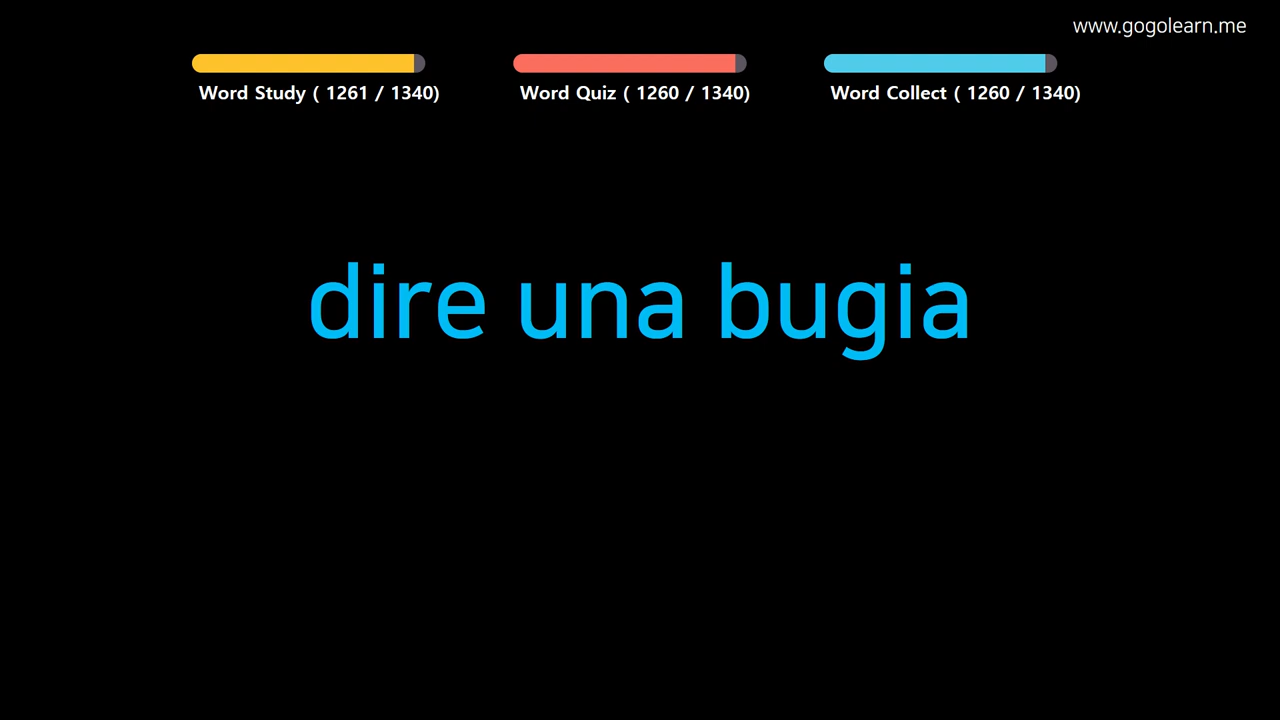 www.gogolearn.me
Word Study ( 1261 / 1340)
Word Quiz ( 1260 / 1340)
Word Collect ( 1260 / 1340)
dire una bugia